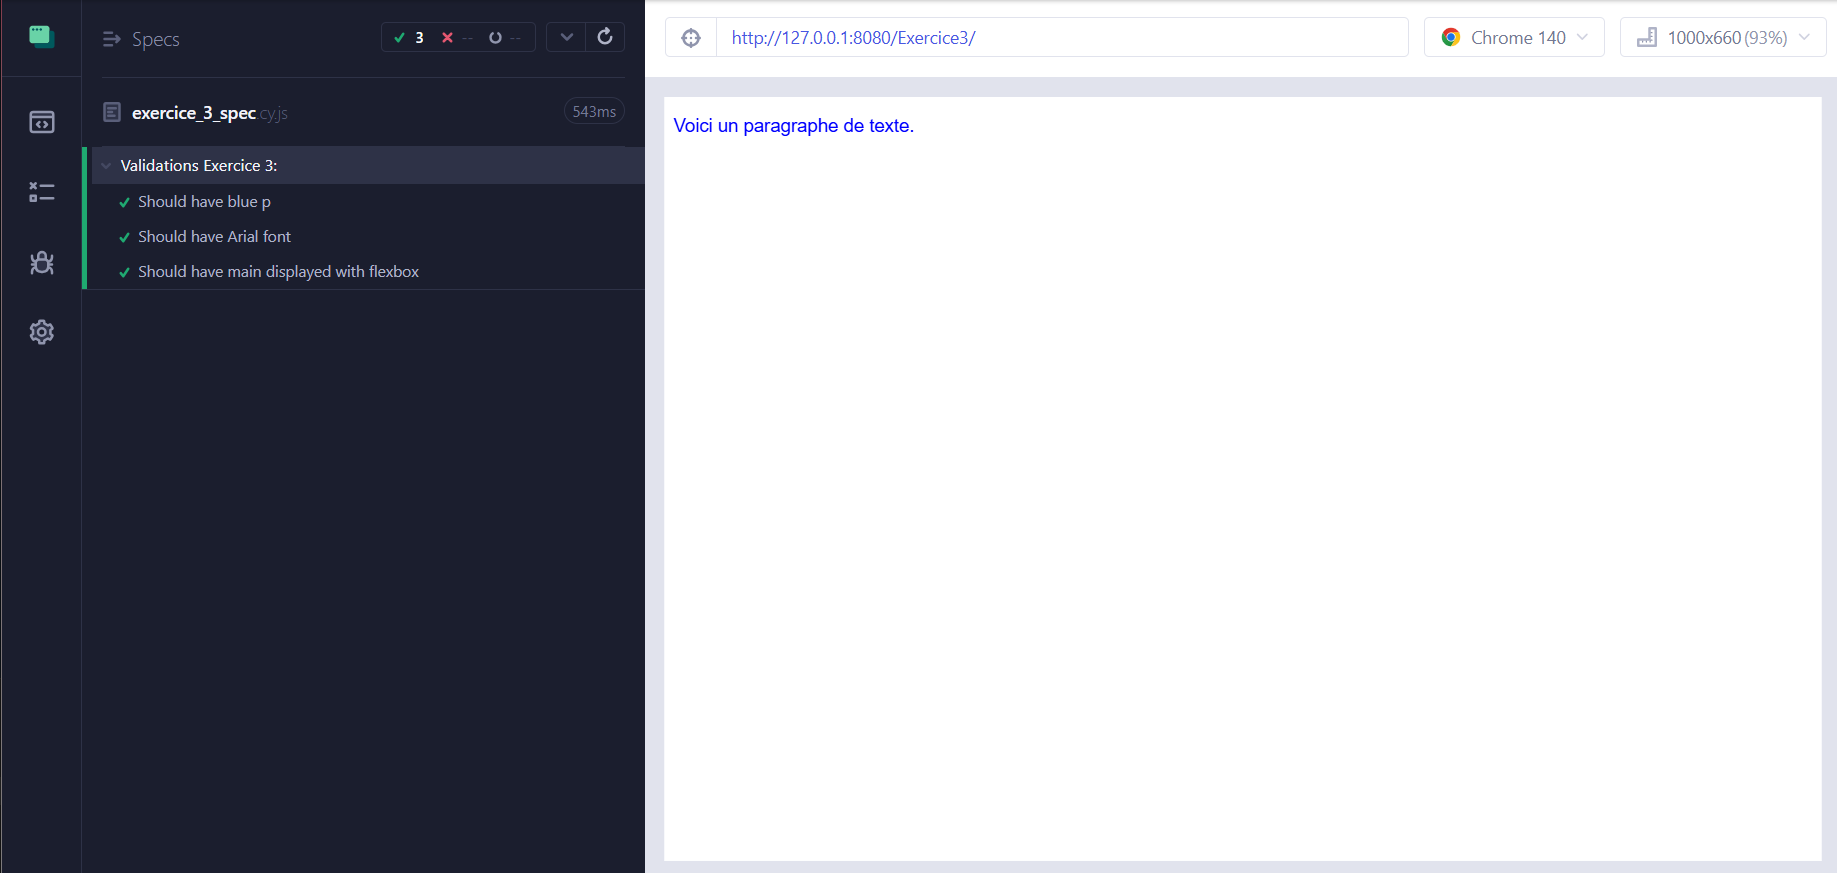 Specs
3 -- --
exercice_3_spec.cy.js
543ms
Validations Exercice 3:
Should have blue p
Should have Arial font
Should have main displayed with flexbox
http://127.0.0.1:8080/Exercice3/
Chrome 140
1000x660 (93%)
Voici un paragraphe de texte.